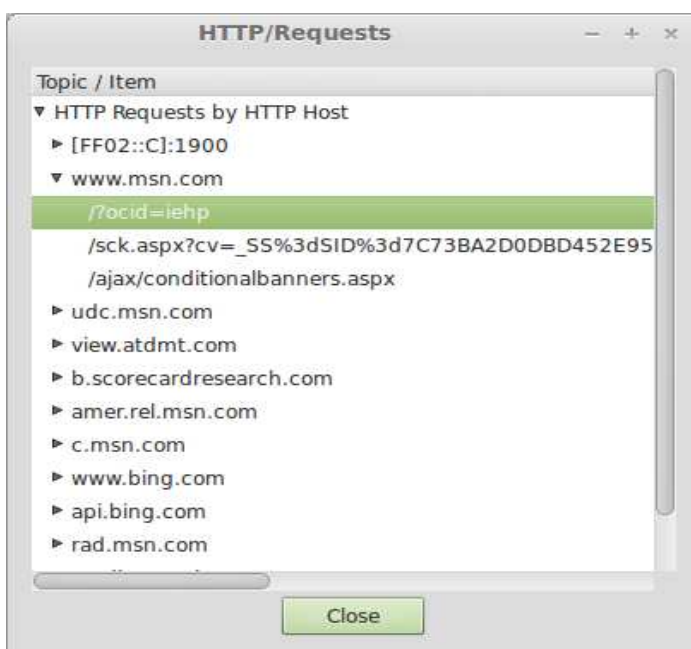 HTTP/Requests
Topic / Item
HTTP Requests by HTTP Host
[FF02::C]:1900
www.msn.com
/?ocid=iehp
/sck.aspx?cv=_SS%3dSID%3d7C73BA2D0DBD452E95
/ajax/conditionalbanners.aspx
udc.msn.com
view.atdmt.com
b.scorecardresearch.com
amer.rel.msn.com
c.msn.com
www.bing.com
api.bing.com
rad.msn.com
Close